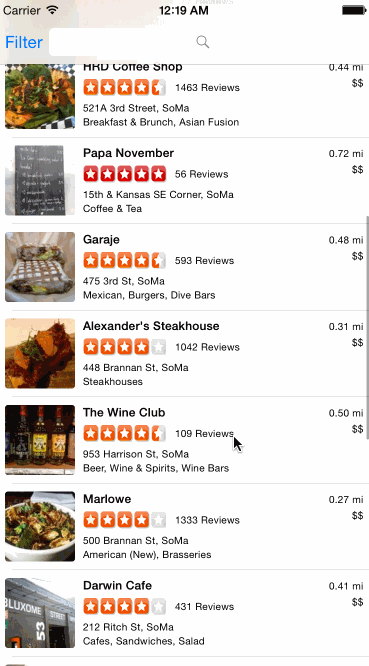 Carrier 12:19 AM
Filter
HRD Coffee Shop 0.44 mi
1463 Reviews $$
521A 3rd Street, SoMa
Breakfast & Brunch, Asian Fusion
Papa November 0.72 mi
56 Reviews $$
15th & Kansas SE Corner, SoMa
Coffee & Tea
Garaje 0.48 mi
593 Reviews $$
475 3rd St, SoMa
Mexican, Burgers, Dive Bars
Alexander's Steakhouse 0.31 mi
1042 Reviews $$
448 Brannan St, SoMa
Steakhouses
The Wine Club 0.50 mi
109 Reviews $$
953 Harrison St, SoMa
Beer, Wine & Spirits, Wine Bars
Marlowe 0.27 mi
1333 Reviews $$
500 Brannan St, SoMa
American (New), Brasseries
Darwin Cafe 0.41 mi
431 Reviews $$
212 Ritch St, SoMa
Cafes, Sandwiches, Salad
BLUXOME
53